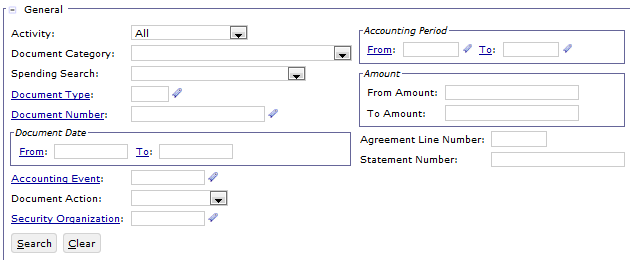 General
Activity: All
Document Category:
Spending Search:
Document Type:
Document Number:
Document Date
From: To:
Accounting Event:
Document Action:
Security Organization:
Search Clear
Accounting Period
From: To:
Amount
From Amount:
To Amount:
Agreement Line Number:
Statement Number: